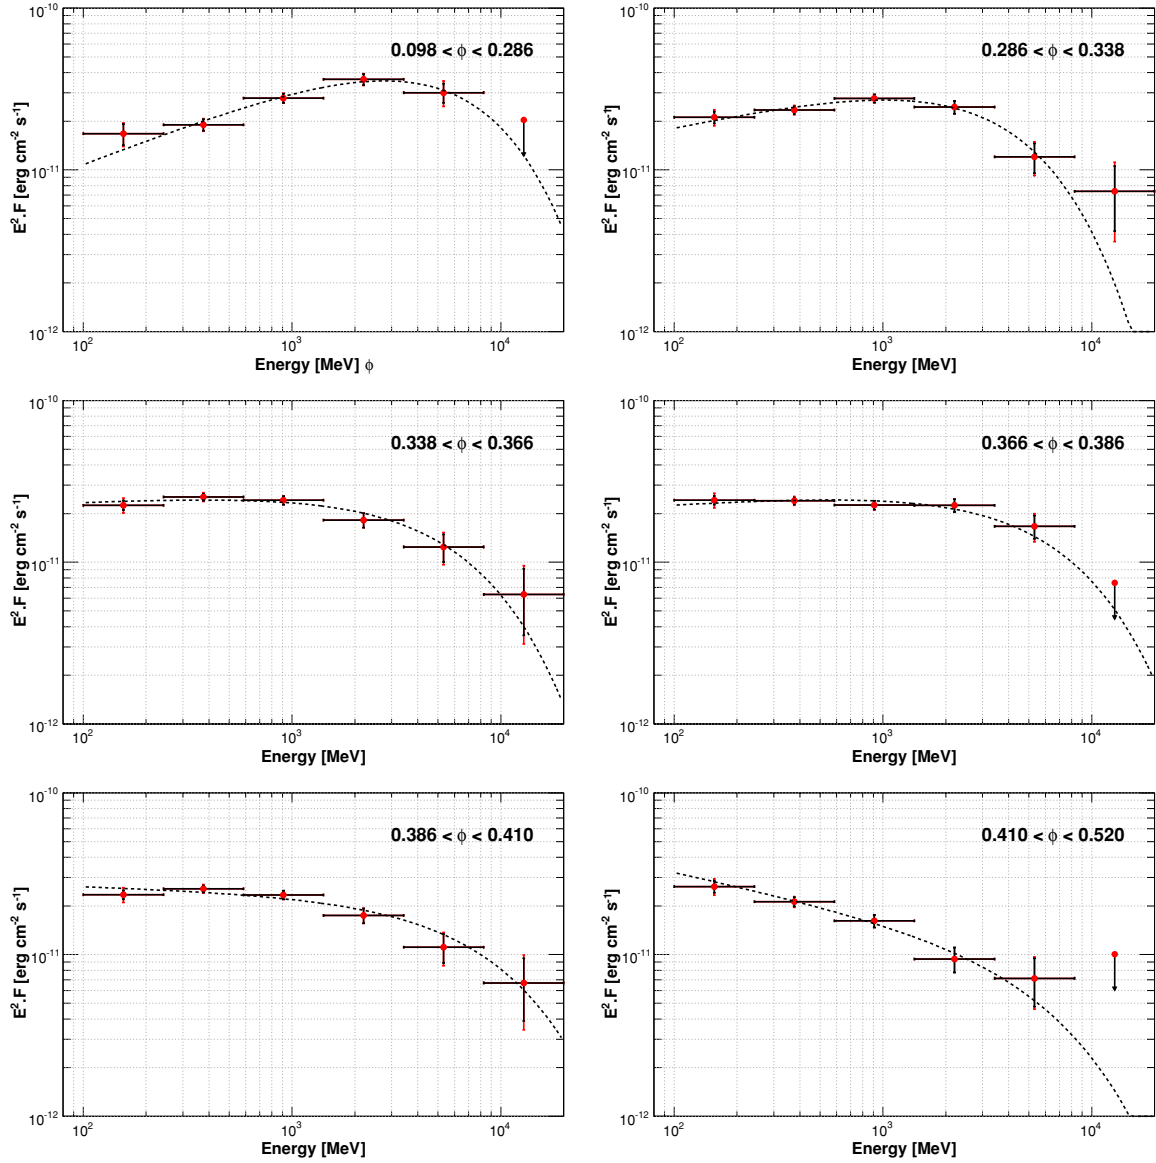 10⁻¹⁰
0.098 < ϕ < 0.286
E².F [erg cm⁻² s⁻¹]
10⁻¹¹
10⁻¹²
10² 10³ 10⁴
Energy [MeV] ϕ
10⁻¹⁰
0.286 < ϕ < 0.338
E².F [erg cm⁻² s⁻¹]
10⁻¹¹
10⁻¹²
10² 10³ 10⁴
Energy [MeV]
10⁻¹⁰
0.338 < ϕ < 0.366
E².F [erg cm⁻² s⁻¹]
10⁻¹¹
10⁻¹²
10² 10³ 10⁴
Energy [MeV]
10⁻¹⁰
0.366 < ϕ < 0.386
E².F [erg cm⁻² s⁻¹]
10⁻¹¹
10⁻¹²
10² 10³ 10⁴
Energy [MeV]
10⁻¹⁰
0.386 < ϕ < 0.410
E².F [erg cm⁻² s⁻¹]
10⁻¹¹
10⁻¹²
10² 10³ 10⁴
Energy [MeV]
10⁻¹⁰
0.410 < ϕ < 0.520
E².F [erg cm⁻² s⁻¹]
10⁻¹¹
10⁻¹²
10² 10³ 10⁴
Energy [MeV]